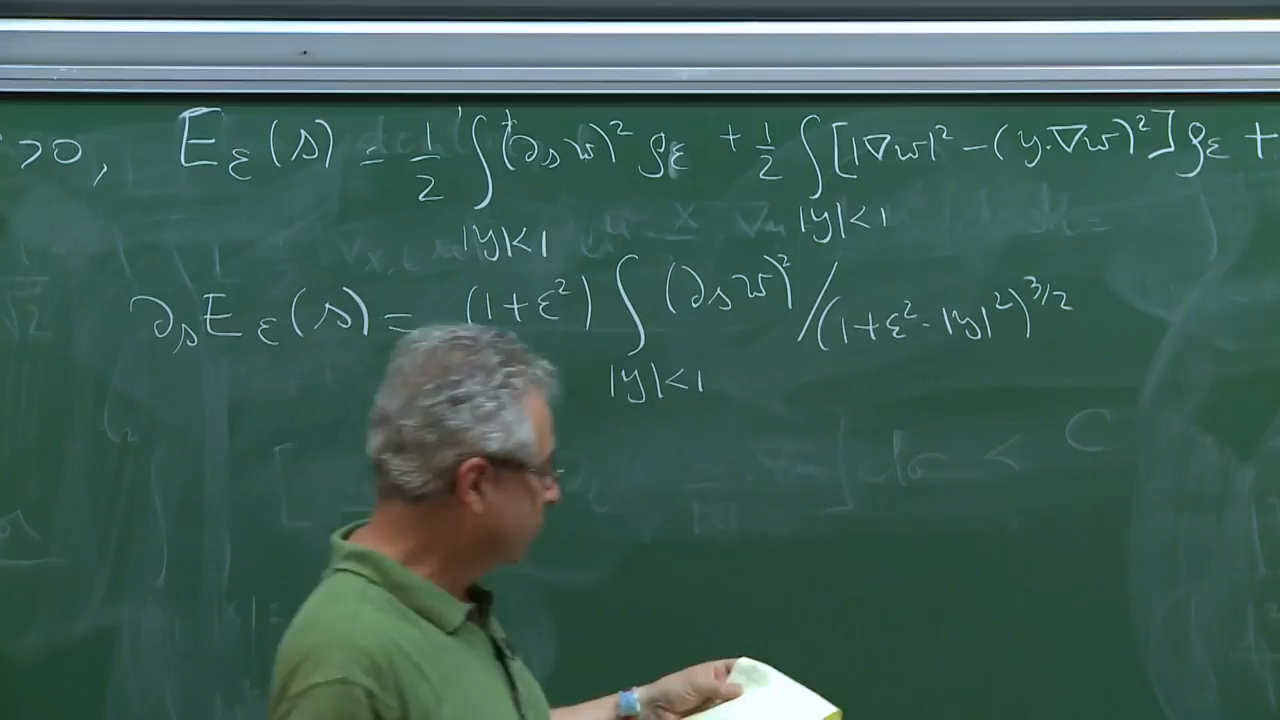 >0, E_ε(s) = 1/2 ∫_{|y|<1} (∂_s w)² ρ_ε + 1/2 ∫_{|y|<1} [|∇w|² - (y·∇w)²] ρ_ε +
∂_s E_ε(s) = (1+ε²) ∫_{|y|<1} (∂_s w)² / (1+ε²-|y|²)^{3/2}